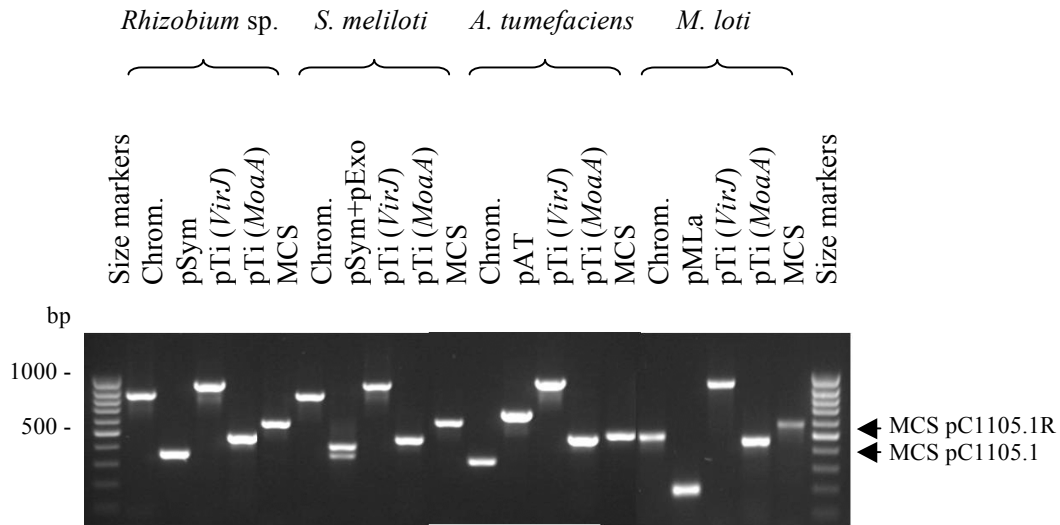 Rhizobium sp. S. meliloti A. tumefaciens M. loti
Size markers
Chrom.
pSym
pTi (VirJ)
pTi (MoaA)
MCS
Chrom.
pSym+pExo
pTi (VirJ)
pTi (MoaA)
MCS
Chrom.
pAT
pTi (VirJ)
pTi (MoaA)
MCS
Chrom.
pMLa
pTi (VirJ)
pTi (MoaA)
MCS
Size markers
bp
1000 -
500 -
MCS pC1105.1R
MCS pC1105.1